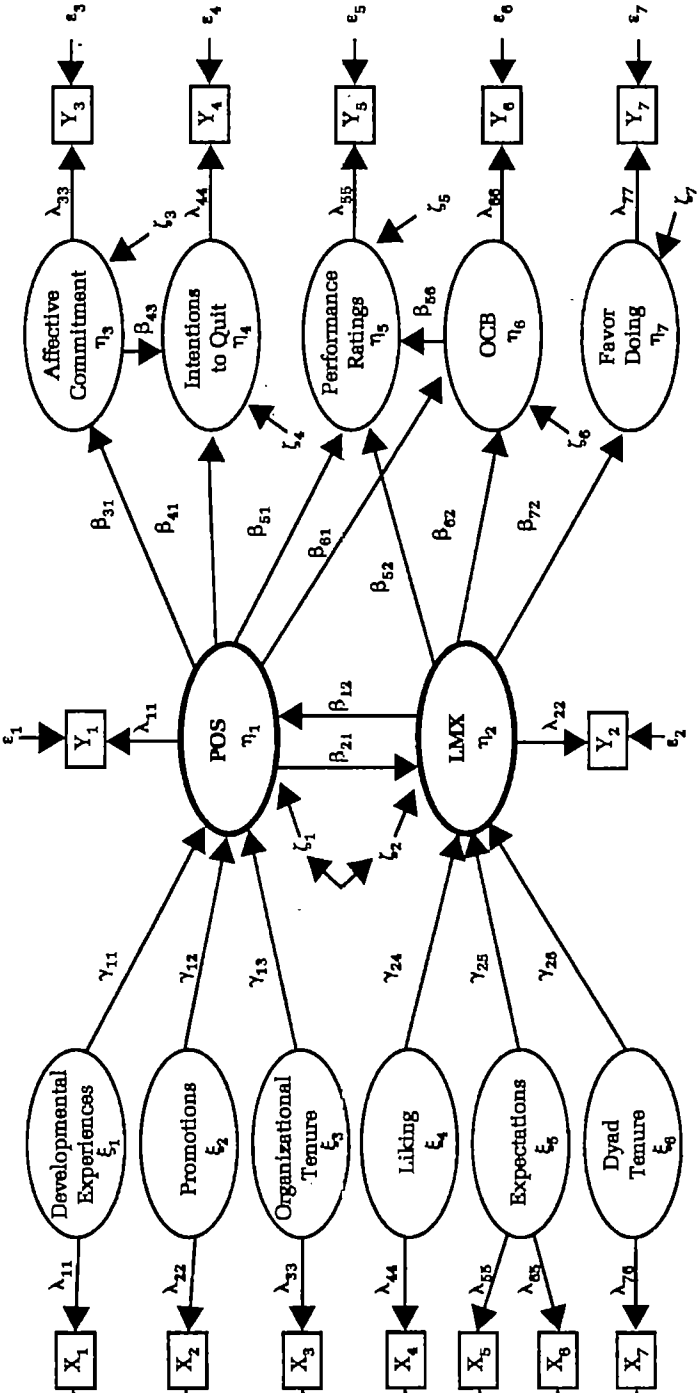 X₁
λ₁₁
Developmental
Experiences
ξ₁
γ₁₁
X₂
λ₂₂
Promotions
ξ₂
γ₁₂
X₃
λ₃₃
Organizational
Tenure
ξ₃
γ₁₃
X₄
λ₄₄
Liking
ξ₄
γ₂₄
X₅
λ₅₅
X₆
λ₆₅
Expectations
ξ₅
γ₂₅
X₇
λ₇₆
Dyad
Tenure
ξ₆
γ₂₆
ε₁
Y₁
λ₁₁
POS
η₁
ζ₁
β₂₁
β₁₂
ζ₂
LMX
η₂
λ₂₂
Y₂
ε₂
β₃₁
β₄₁
β₅₁
β₆₁
β₅₂
β₆₂
β₇₂
Affective
Commitment
η₃
ζ₃
λ₃₃
Y₃
ε₃
β₄₃
Intentions
to Quit
η₄
ζ₄
λ₄₄
Y₄
ε₄
Performance
Ratings
η₅
ζ₅
λ₅₅
Y₅
ε₅
β₅₆
OCB
η₆
ζ₆
λ₆₆
Y₆
ε₆
Favor
Doing
η₇
ζ₇
λ₇₇
Y₇
ε₇